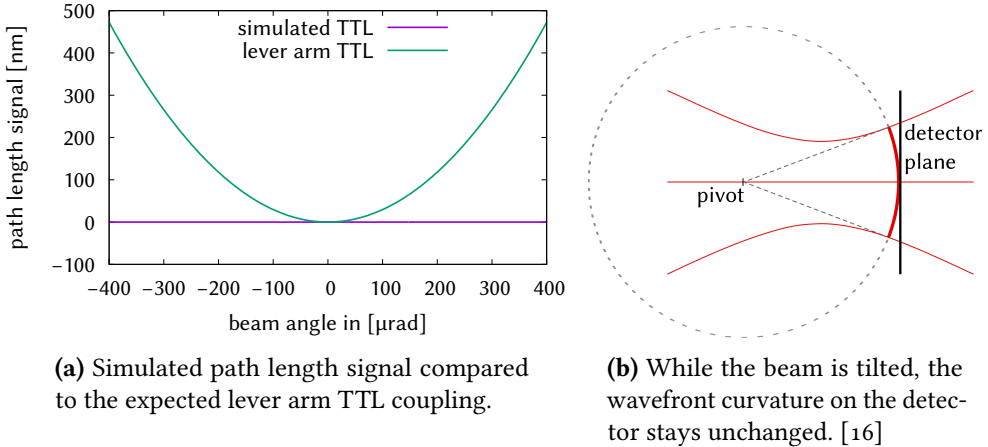 500
400
300
200
100
0
−100
path length signal [nm]
simulated TTL
lever arm TTL
−400 −300 −200 −100 0 100 200 300 400
beam angle in [µrad]
(a) Simulated path length signal compared
to the expected lever arm TTL coupling.
detector
plane
pivot
(b) While the beam is tilted, the
wavefront curvature on the detec-
tor stays unchanged. [16]